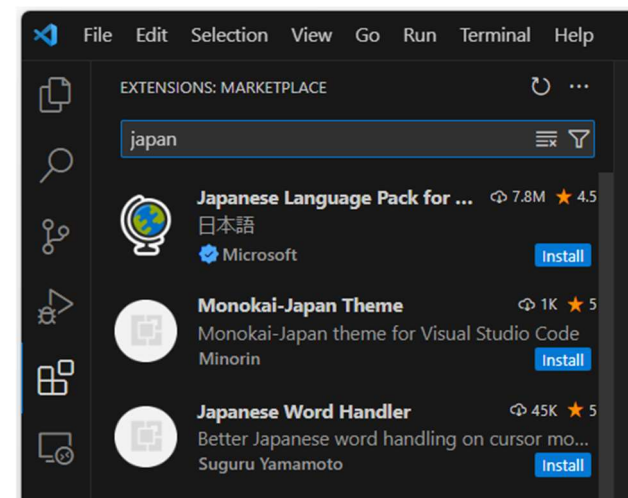 File Edit Selection View Go Run Terminal Help
EXTENSIONS: MARKETPLACE
japan
Japanese Language Pack for ... 7.8M 4.5
日本語
Microsoft Install
Monokai-Japan Theme 1K 5
Monokai-Japan theme for Visual Studio Code
Minorin Install
Japanese Word Handler 45K 5
Better Japanese word handling on cursor mo...
Suguru Yamamoto Install